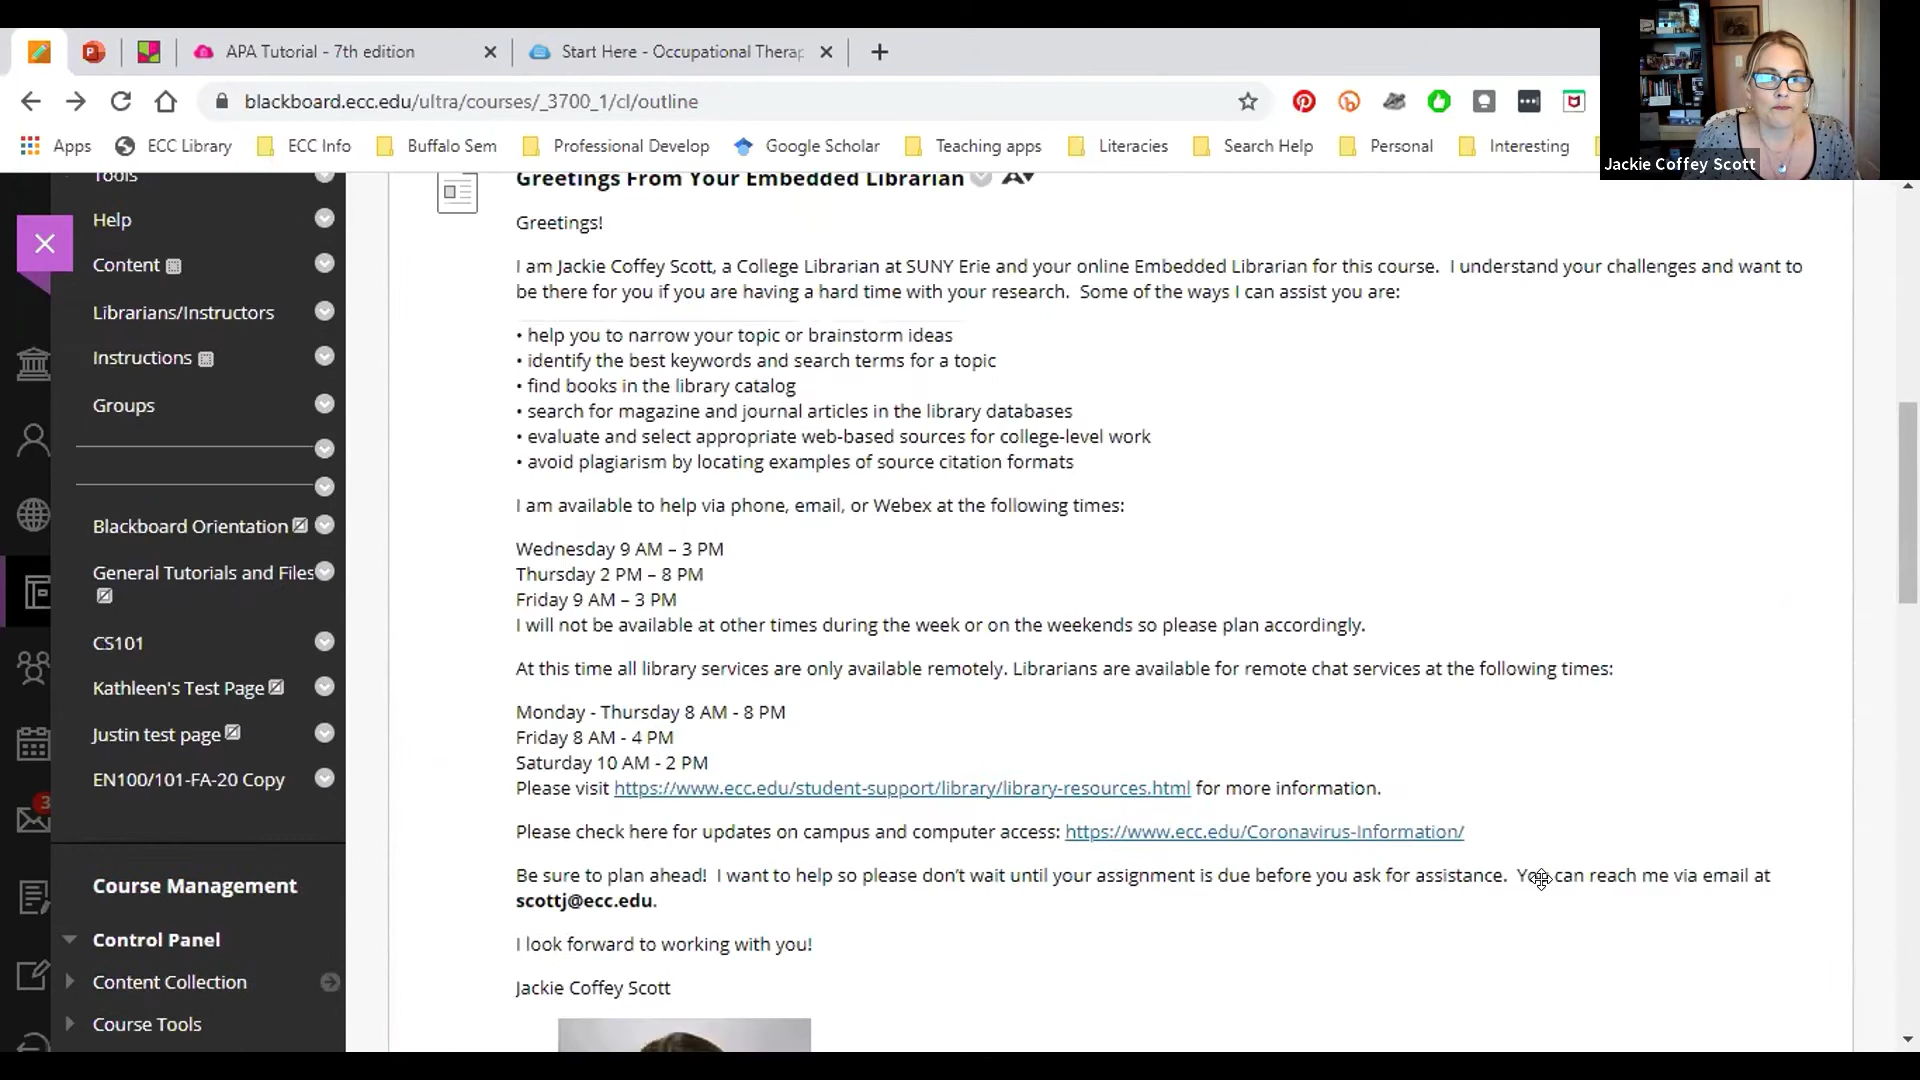 APA Tutorial - 7th edition
Start Here - Occupational Therap
blackboard.ecc.edu/ultra/courses/_3700_1/cl/outline
Apps ECC Library ECC Info Buffalo Sem Professional Develop Google Scholar Teaching apps Literacies Search Help Personal Interesting
Jackie Coffey Scott
Tools
Help
Content
Librarians/Instructors
Instructions
Groups
Blackboard Orientation
General Tutorials and Files
CS101
Kathleen's Test Page
Justin test page
EN100/101-FA-20 Copy
3
Course Management
Control Panel
Content Collection
Course Tools
Greetings From Your Embedded Librarian
Greetings!
I am Jackie Coffey Scott, a College Librarian at SUNY Erie and your online Embedded Librarian for this course. I understand your challenges and want to
be there for you if you are having a hard time with your research. Some of the ways I can assist you are:
• help you to narrow your topic or brainstorm ideas
• identify the best keywords and search terms for a topic
• find books in the library catalog
• search for magazine and journal articles in the library databases
• evaluate and select appropriate web-based sources for college-level work
• avoid plagiarism by locating examples of source citation formats
I am available to help via phone, email, or Webex at the following times:
Wednesday 9 AM – 3 PM
Thursday 2 PM – 8 PM
Friday 9 AM – 3 PM
I will not be available at other times during the week or on the weekends so please plan accordingly.
At this time all library services are only available remotely. Librarians are available for remote chat services at the following times:
Monday - Thursday 8 AM - 8 PM
Friday 8 AM - 4 PM
Saturday 10 AM - 2 PM
Please visit https://www.ecc.edu/student-support/library/library-resources.html for more information.
Please check here for updates on campus and computer access: https://www.ecc.edu/Coronavirus-Information/
Be sure to plan ahead! I want to help so please don't wait until your assignment is due before you ask for assistance. You can reach me via email at
scottj@ecc.edu.
I look forward to working with you!
Jackie Coffey Scott